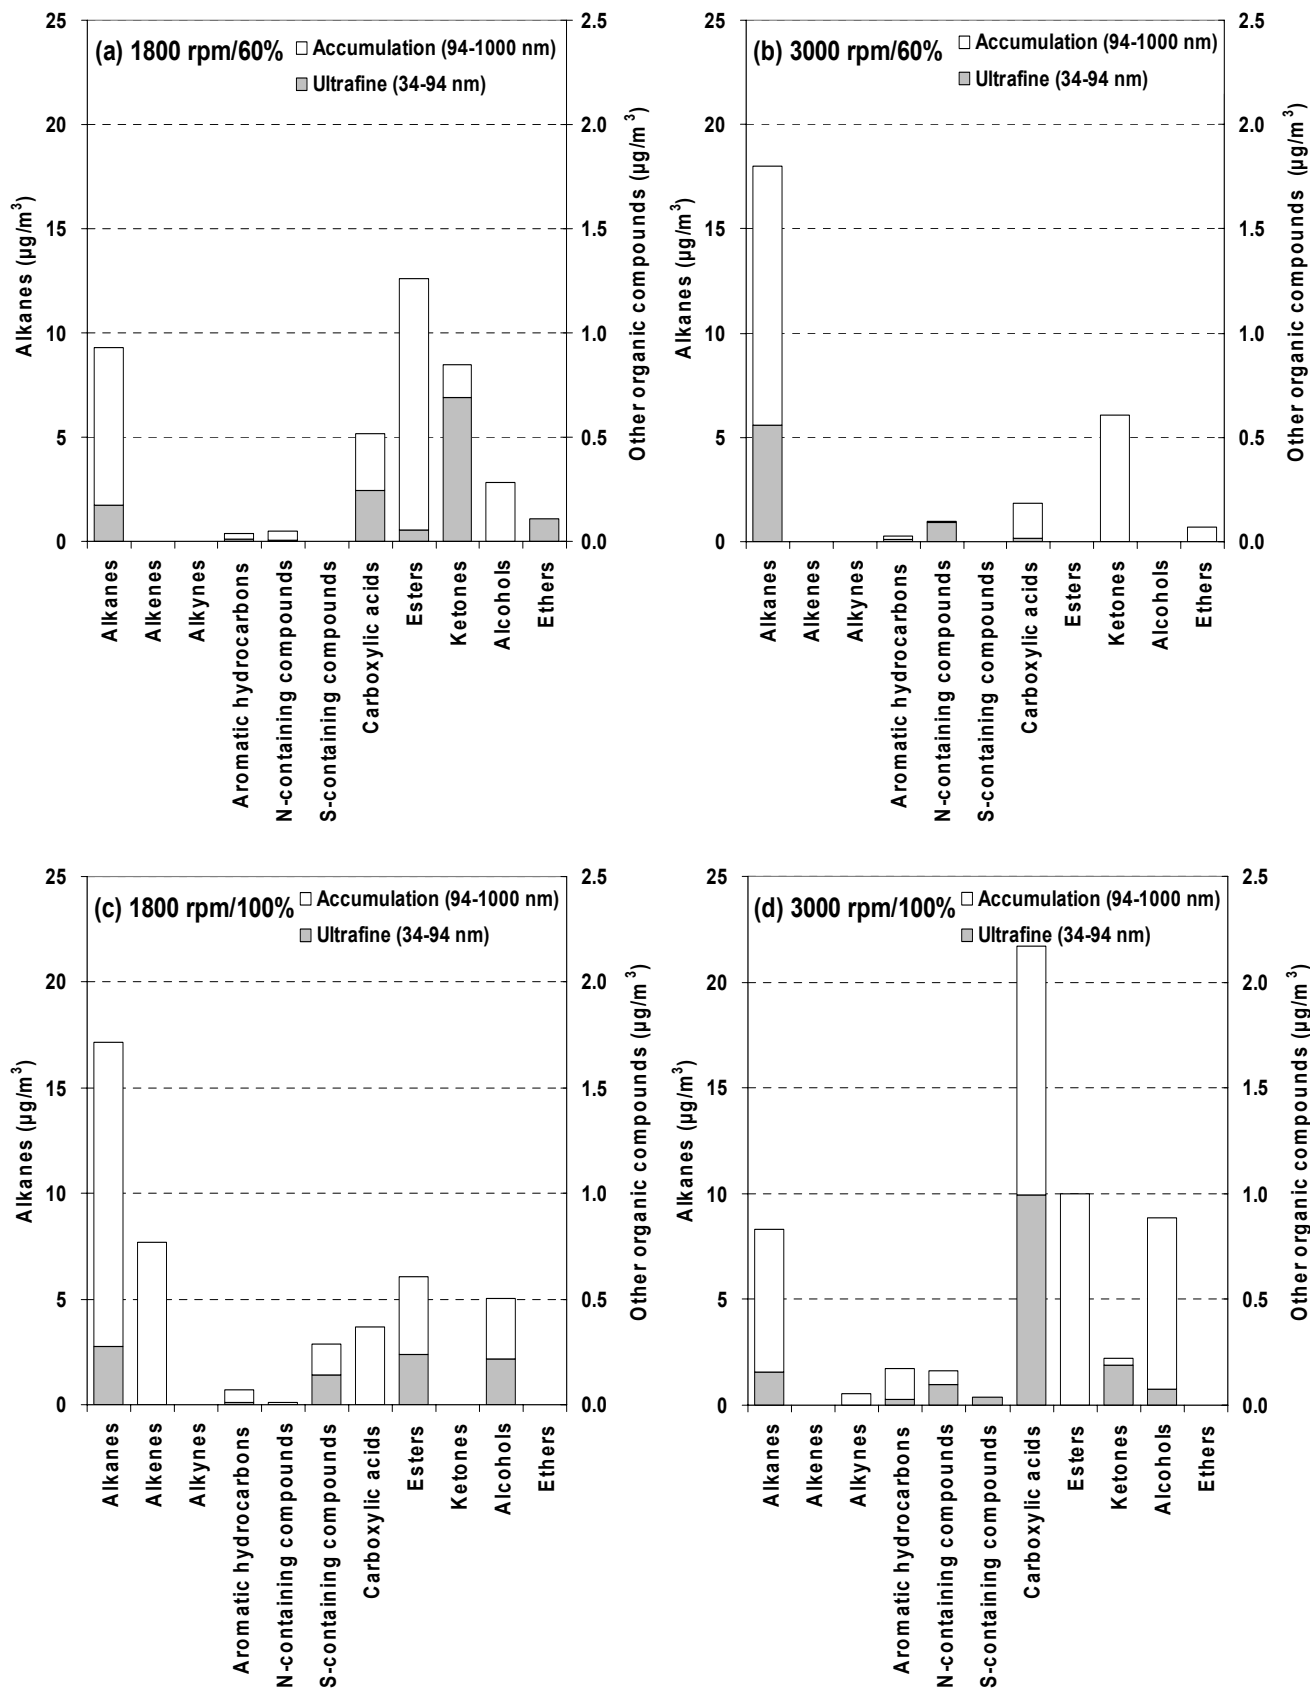 25
20
15
10
5
0
Alkanes (µg/m³)
(a) 1800 rpm/60%
Accumulation (94-1000 nm)
Ultrafine (34-94 nm)
2.5
2.0
1.5
1.0
0.5
0.0
Other organic compounds (µg/m³)
Alkanes
Alkenes
Alkynes
Aromatic hydrocarbons
N-containing compounds
S-containing compounds
Carboxylic acids
Esters
Ketones
Alcohols
Ethers
25
20
15
10
5
0
Alkanes (µg/m³)
(b) 3000 rpm/60%
Accumulation (94-1000 nm)
Ultrafine (34-94 nm)
2.5
2.0
1.5
1.0
0.5
0.0
Other organic compounds (µg/m³)
Alkanes
Alkenes
Alkynes
Aromatic hydrocarbons
N-containing compounds
S-containing compounds
Carboxylic acids
Esters
Ketones
Alcohols
Ethers
25
20
15
10
5
0
Alkanes (µg/m³)
(c) 1800 rpm/100%
Accumulation (94-1000 nm)
Ultrafine (34-94 nm)
2.5
2.0
1.5
1.0
0.5
0.0
Other organic compounds (µg/m³)
Alkanes
Alkenes
Alkynes
Aromatic hydrocarbons
N-containing compounds
S-containing compounds
Carboxylic acids
Esters
Ketones
Alcohols
Ethers
25
20
15
10
5
0
Alkanes (µg/m³)
(d) 3000 rpm/100%
Accumulation (94-1000 nm)
Ultrafine (34-94 nm)
2.5
2.0
1.5
1.0
0.5
0.0
Other organic compounds (µg/m³)
Alkanes
Alkenes
Alkynes
Aromatic hydrocarbons
N-containing compounds
S-containing compounds
Carboxylic acids
Esters
Ketones
Alcohols
Ethers